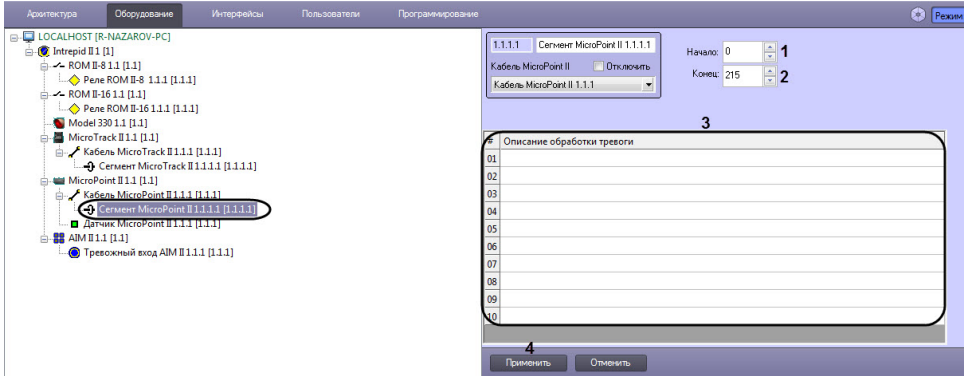 Архитектура Оборудование Интерфейсы Пользователи Программирование Режим
LOCALHOST [R-NAZAROV-PC]
Intrepid II 1 [1]
ROM II-8 1.1 [1.1]
Реле ROM II-8 1.1.1 [1.1.1]
ROM II-16 1.1 [1.1]
Реле ROM II-16 1.1.1 [1.1.1]
Model 330 1.1 [1.1]
MicroTrack II 1.1 [1.1]
Кабель MicroTrack II 1.1.1 [1.1.1]
Сегмент MicroTrack II 1.1.1.1 [1.1.1.1]
MicroPoint II 1.1 [1.1]
Кабель MicroPoint II 1.1.1 [1.1.1]
Сегмент MicroPoint II 1.1.1.1 [1.1.1.1]
Датчик MicroPoint II 1.1.1 [1.1.1]
AIM II 1.1 [1.1]
Тревожный вход AIM II 1.1.1 [1.1.1]
1.1.1.1 Сегмент MicroPoint II 1.1.1.1
Кабель MicroPoint II Отключить
Кабель MicroPoint II 1.1.1
Начало: 0 1
Конец: 215 2
3
# Описание обработки тревоги
01
02
03
04
05
06
07
08
09
10
4
Применить Отменить